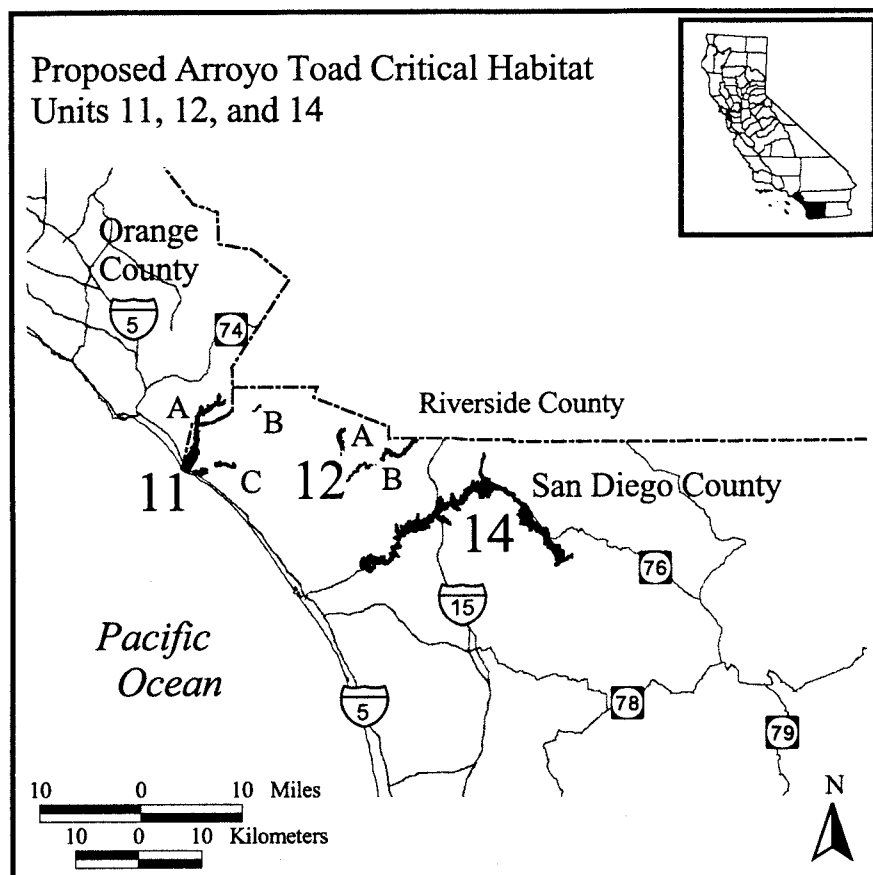 Proposed Arroyo Toad Critical Habitat
Units 11, 12, and 14
Orange
County
5
74
A
B
Riverside County
A
11
C
12
B
San Diego County
14
76
15
Pacific
Ocean
5
78
79
10 0 10 Miles
10 0 10 Kilometers
N